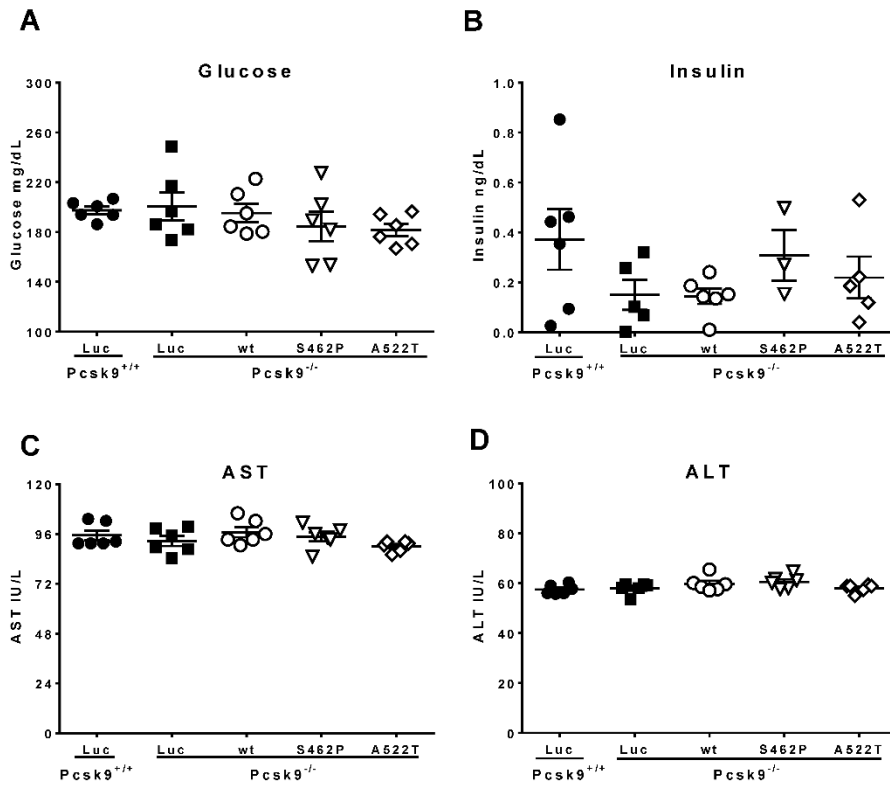 A
Glucose
Glucose mg/dL
300
260
220
180
140
100
Luc
Luc
wt
S462P
A522T
Pcsk9+/+
Pcsk9-/-
B
Insulin
Insulin ng/dL
1.0
0.8
0.6
0.4
0.2
0.0
Luc
Luc
wt
S462P
A522T
Pcsk9+/+
Pcsk9-/-
C
AST
AST IU/L
120
96
72
48
24
0
Luc
Luc
wt
S462P
A522T
Pcsk9+/+
Pcsk9-/-
D
ALT
ALT IU/L
100
80
60
40
20
0
Luc
Luc
wt
S462P
A522T
Pcsk9+/+
Pcsk9-/-